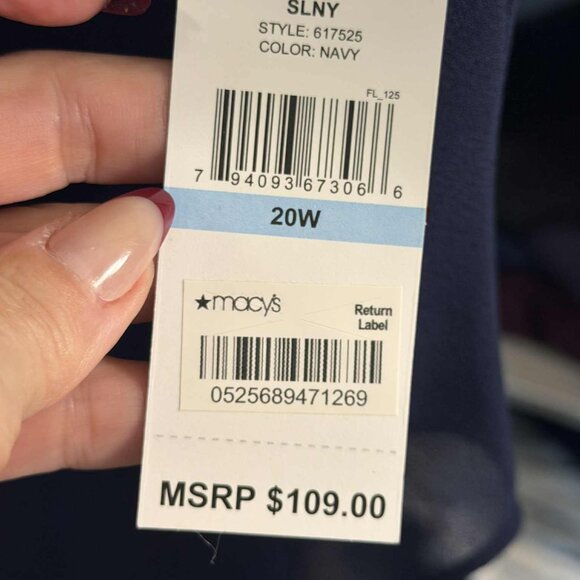 SLNY
STYLE: 617525
COLOR: NAVY
FL_125
7 94093 67306 6
20W
★macy's
Return
Label
0525689471269
MSRP $109.00